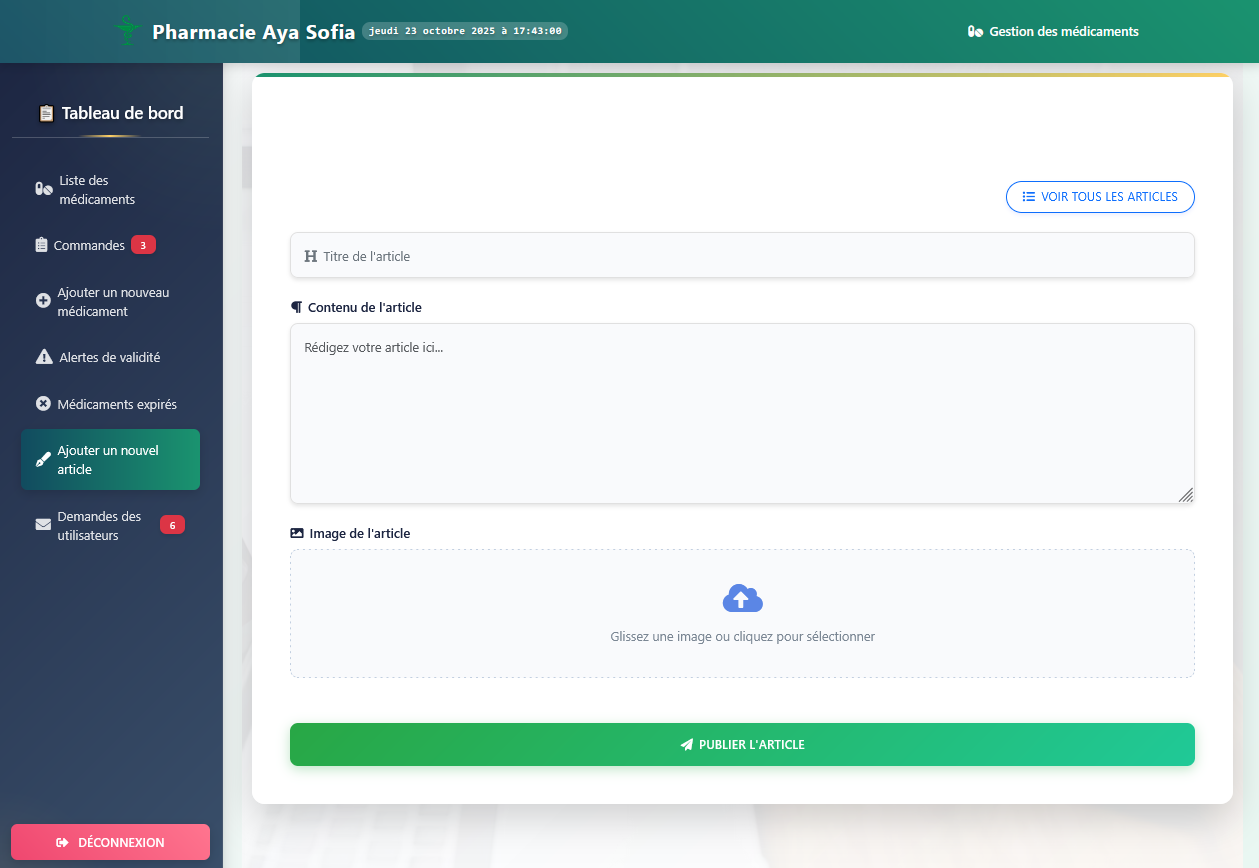 Pharmacie Aya Sofia
jeudi 23 octobre 2025 à 17:43:00
Gestion des médicaments
Tableau de bord
Liste des
médicaments
Commandes 3
Ajouter un nouveau
médicament
Alertes de validité
Médicaments expirés
Ajouter un nouvel
article
Demandes des
utilisateurs
6
DÉCONNEXION
VOIR TOUS LES ARTICLES
Titre de l'article
Contenu de l'article
Rédigez votre article ici...
Image de l'article
Glissez une image ou cliquez pour sélectionner
PUBLIER L'ARTICLE